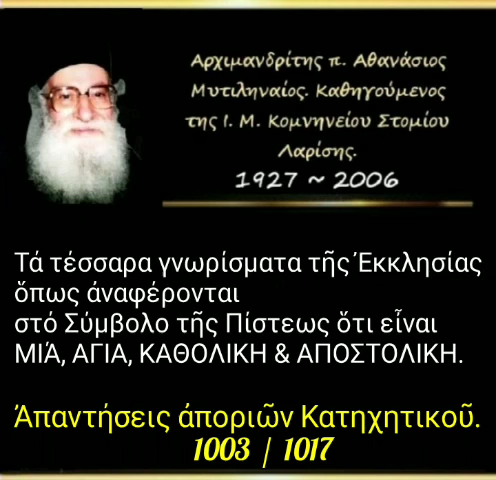 Αρχιμανδρίτης π. Αθανάσιος
Μυτιληναίος. Καθηγούμενος
της Ι. Μ. Κομνηνείου Στομίου
Λαρίσης.
1927 ~ 2006
Τά τέσσαρα γνωρίσματα τῆς Ἐκκλησίας
ὅπως ἀναφέρονται
στό Σύμβολο τῆς Πίστεως ὅτι εἶναι
ΜΙΆ, ΑΓΙΑ, ΚΑΘΟΛΙΚΗ & ΑΠΟΣΤΟΛΙΚΗ.
Ἀπαντήσεις ἀποριῶν Κατηχητικοῦ.
1003 / 1017